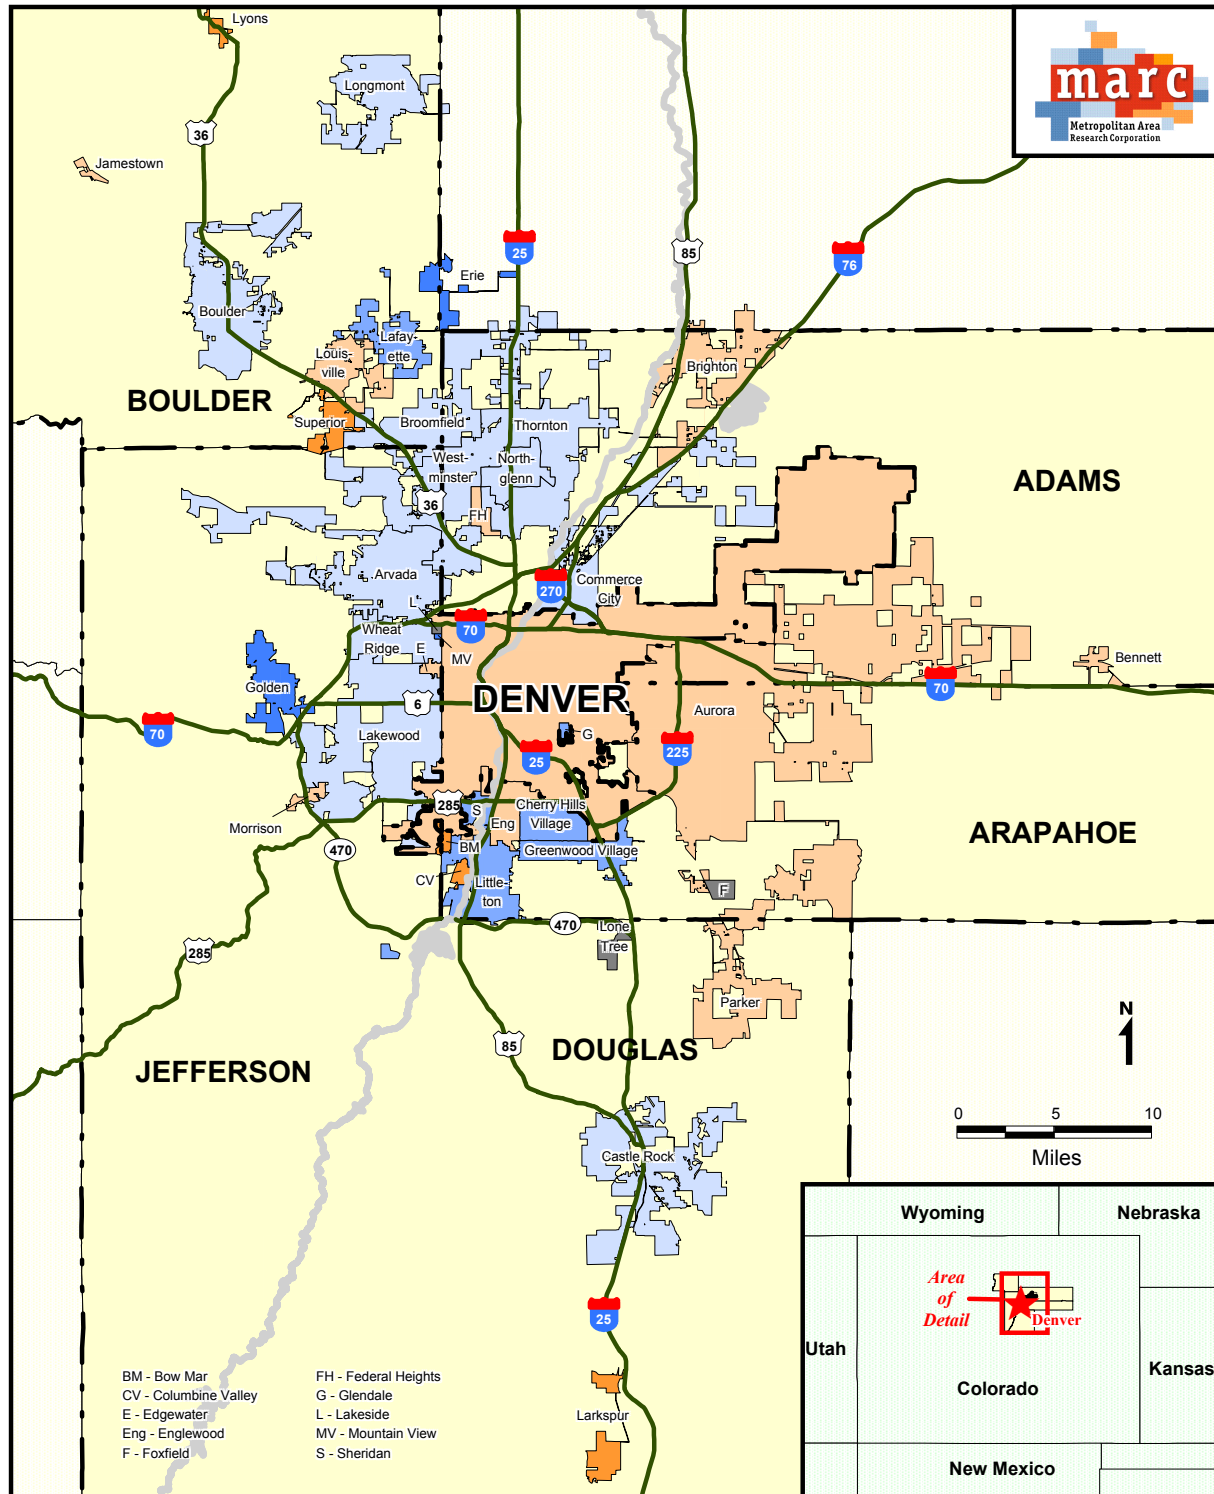 Lyons
marc
Metropolitan Area
Research Corporation
Longmont
36
Jamestown
25
85
76
Erie
Boulder
Lafay-
ette
Louis-
ville
Brighton
BOULDER
Superior
Broomfield
Thornton
West-
minster
North-
glenn
ADAMS
36
FH
Arvada
270
Commerce
City
L
Wheat
Ridge
70
E
MV
Bennett
Golden
DENVER
70
6
Aurora
70
Lakewood
G
25
225
285
S
Cherry Hills
Village
Morrison
Eng
ARAPAHOE
470
BM
Greenwood Village
CV
Little-
ton
F
470
Lone
Tree
285
Parker
N
85
DOUGLAS
JEFFERSON
0 5 10
Miles
Castle Rock
Wyoming
Nebraska
Area
of
Detail
Denver
25
Utah
Kansas
Colorado
BM - Bow Mar
CV - Columbine Valley
E - Edgewater
Eng - Englewood
F - Foxfield
FH - Federal Heights
G - Glendale
L - Lakeside
MV - Mountain View
S - Sheridan
Larkspur
New Mexico